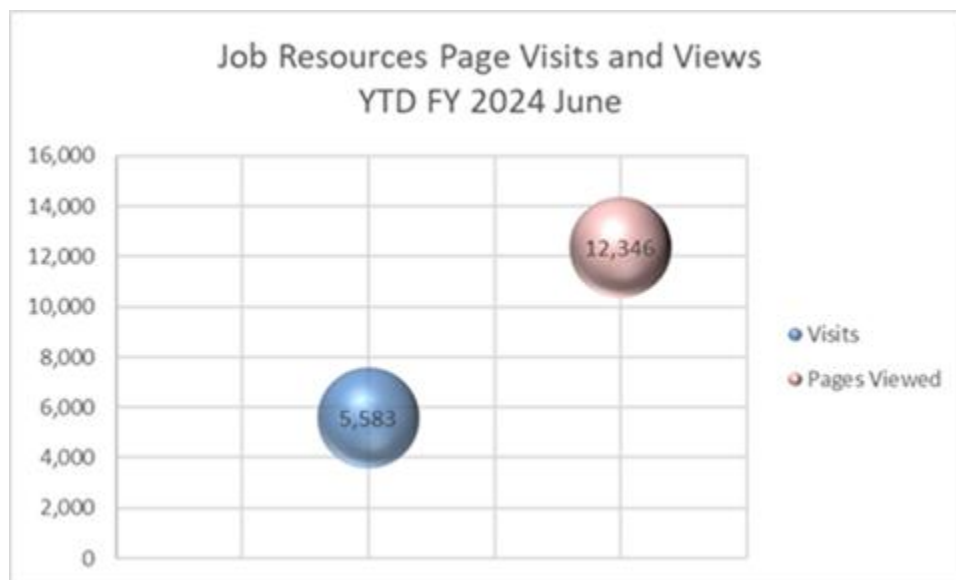 Job Resources Page Visits and Views
YTD FY 2024 June
16,000
14,000
12,000
10,000
8,000
6,000
4,000
2,000
0
12,346
5,583
Visits
Pages Viewed